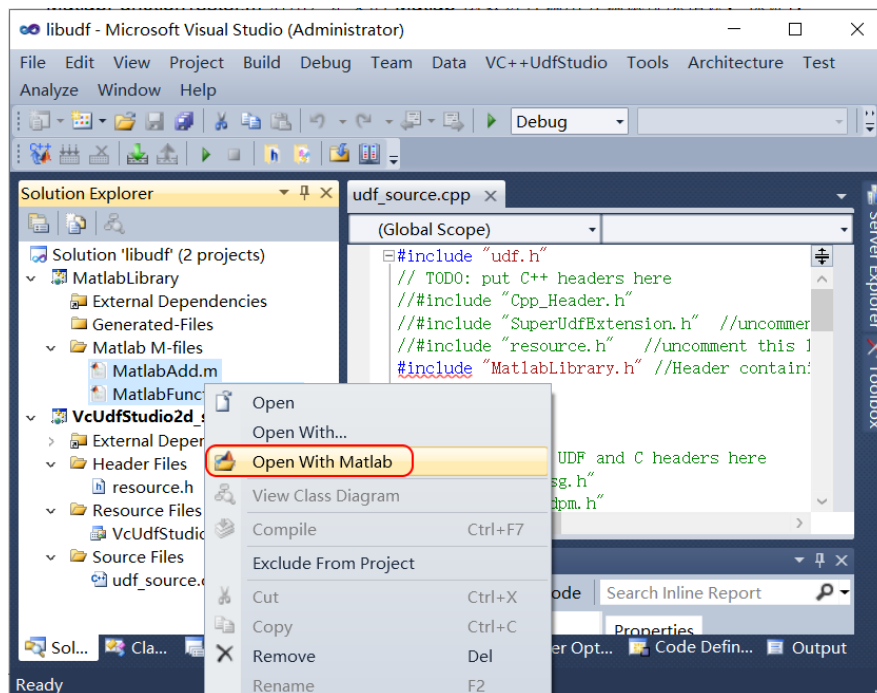 libudf - Microsoft Visual Studio (Administrator)
File Edit View Project Build Debug Team Data VC++UdfStudio Tools Architecture Test
Analyze Window Help
Debug
Solution Explorer
udf_source.cpp
(Global Scope)
Solution 'libudf' (2 projects)
MatlabLibrary
External Dependencies
Generated-Files
Matlab M-files
MatlabAdd.m
MatlabFunc
VcUdfStudio2d_s
External Deper
Header Files
resource.h
Resource Files
VcUdfStudio
Source Files
udf_source.c
#include "udf.h"
// TODO: put C++ headers here
//#include "Cpp_Header.h"
//#include "SuperUdfExtension.h" //uncommer
//#include "resource.h" //uncomment this l
#include "MatlabLibrary.h" //Header contain
UDF and C headers here
sg.h"
dpm.h"
Open
Open With...
Open With Matlab
View Class Diagram
Compile Ctrl+F7
Exclude From Project
Cut Ctrl+X
Copy Ctrl+C
Remove Del
Rename F2
ode Search Inline Report
Properties
Sol... Cla... er Opt... Code Defin... Output
Ready
Server Explorer
Toolbox